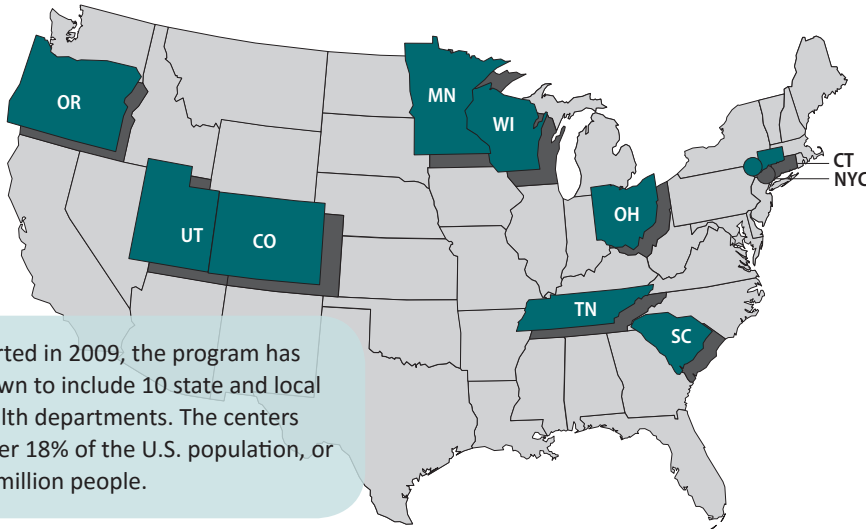 OR
MN
WI
CT
NYC
OH
UT
CO
TN
SC
rted in 2009, the program has
wn to include 10 state and local
lth departments. The centers
er 18% of the U.S. population, or
million people.